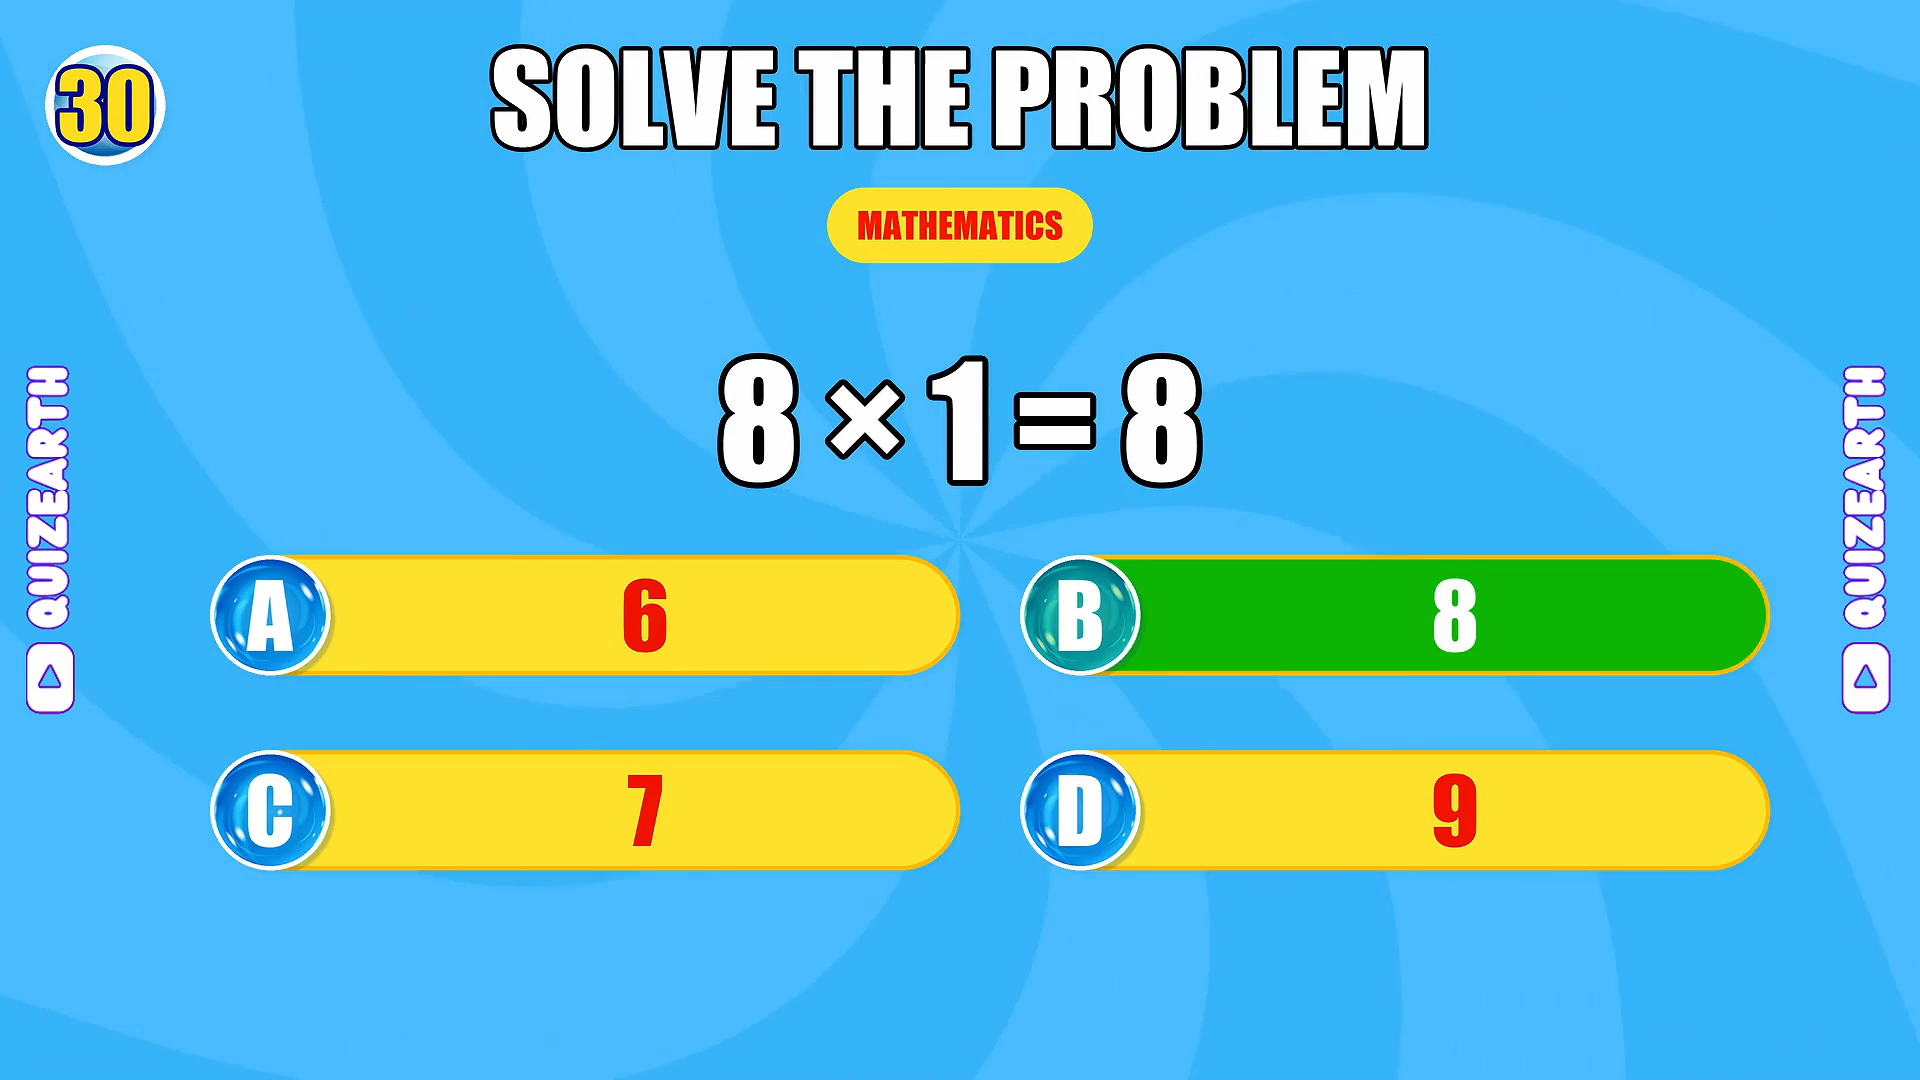 30
SOLVE THE PROBLEM
MATHEMATICS
8 × 1 = 8
A 6
B 8
C 7
D 9
QUIZEARTH
QUIZEARTH